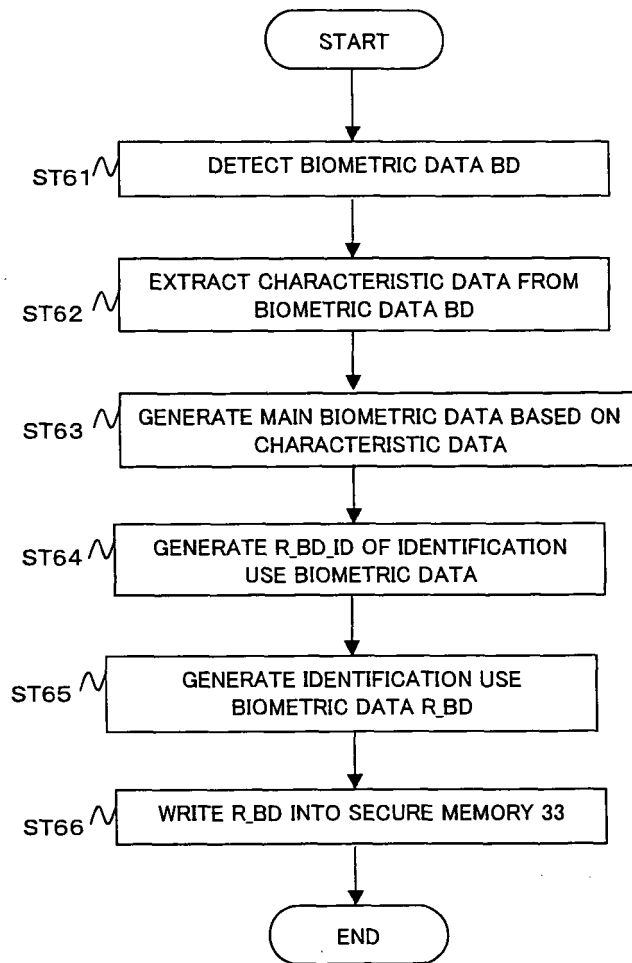 START
ST61
DETECT BIOMETRIC DATA BD
ST62
EXTRACT CHARACTERISTIC DATA FROM
BIOMETRIC DATA BD
ST63
GENERATE MAIN BIOMETRIC DATA BASED ON
CHARACTERISTIC DATA
ST64
GENERATE R_BD_ID OF IDENTIFICATION
USE BIOMETRIC DATA
ST65
GENERATE IDENTIFICATION USE
BIOMETRIC DATA R_BD
ST66
WRITE R_BD INTO SECURE MEMORY 33
END